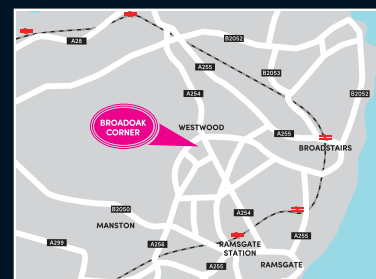 A28
B2052
A255
B2053
A254
B2052
BROADOAK
CORNER
WESTWOOD
A255
BROADSTAIRS
B2050
MANSTON
A254
A255
A299
A256
RAMSGATE
STATION
RAMSGATE
A255